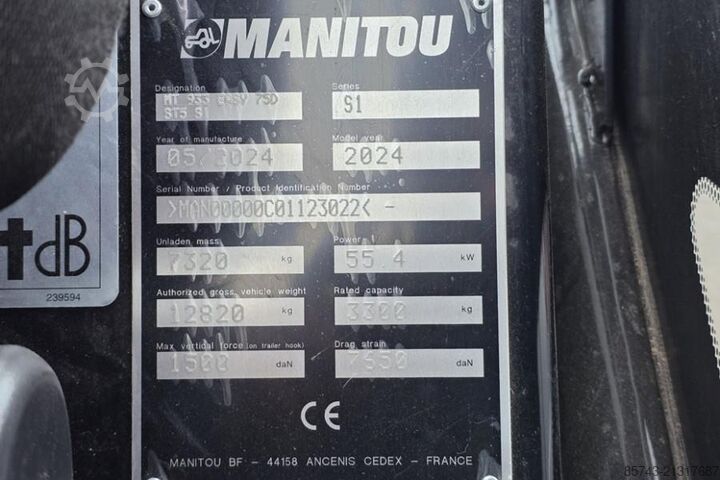 MANITOU
Designation Series
MT 933 EASY 75D S1
ST5 S1
Year of manufacture Model year
05/2024 2024
Serial Number / Product Identification Number
>MAN00000C01123022< -
Unladen mass Power
7320 kg 55.4 kW
Authorized gross vehicle weight Rated capacity
12820 kg 3300 kg
Max vertical force (on trailer hook) Drag strain
1500 daN 7650 daN
CE
MANITOU BF - 44158 ANCENIS CEDEX - FRANCE
dB
239594
85743-21317687